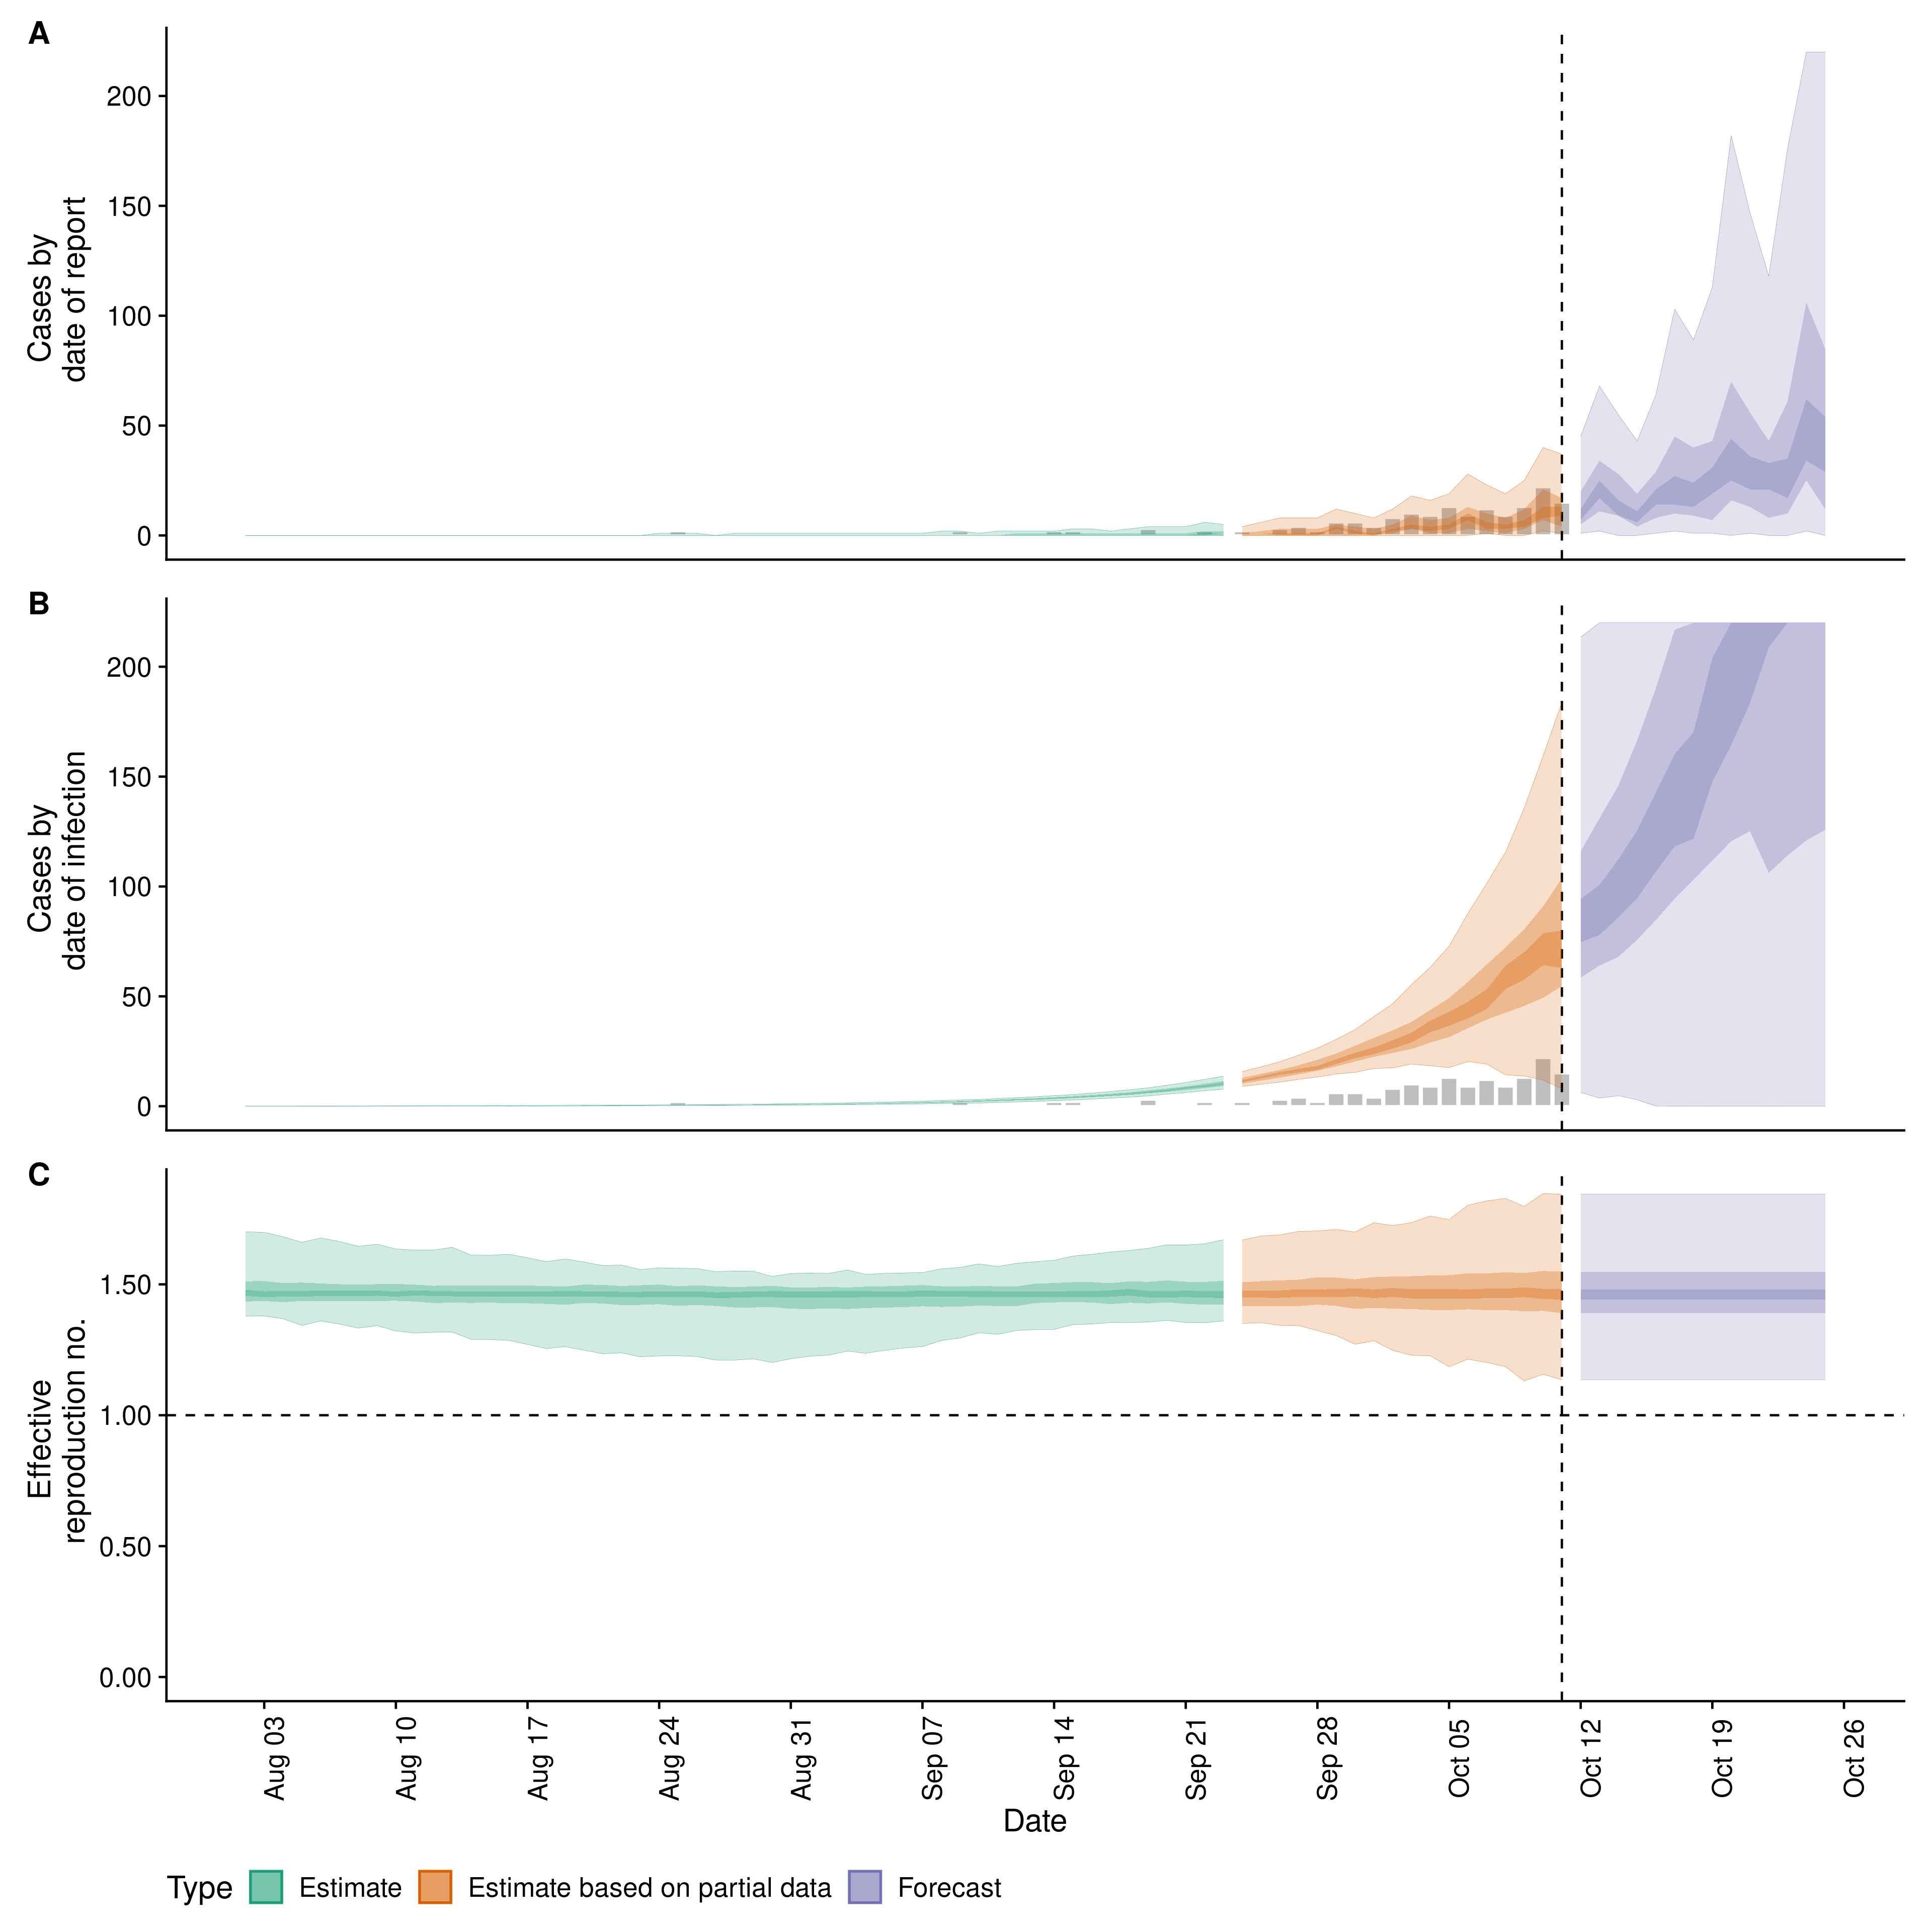 A
Cases by
date of report
200
150
100
50
0
B
Cases by
date of infection
200
150
100
50
0
C
Effective
reproduction no.
1.50
1.00
0.50
0.00
Aug 03
Aug 10
Aug 17
Aug 24
Aug 31
Sep 07
Sep 14
Sep 21
Sep 28
Oct 05
Oct 12
Oct 19
Oct 26
Date
Type Estimate Estimate based on partial data Forecast